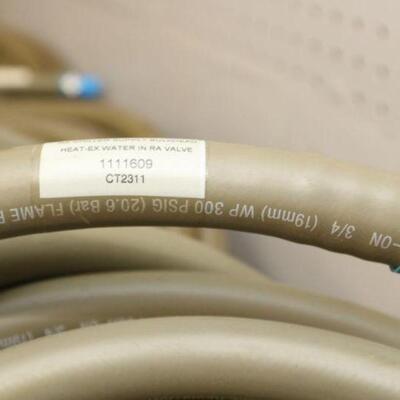 HEAT-EX WATER IN RA VALVE
1111609
CT2311
-ON 3/4 (19mm) WP 300 PSIG (20.6 Bar) FLAME